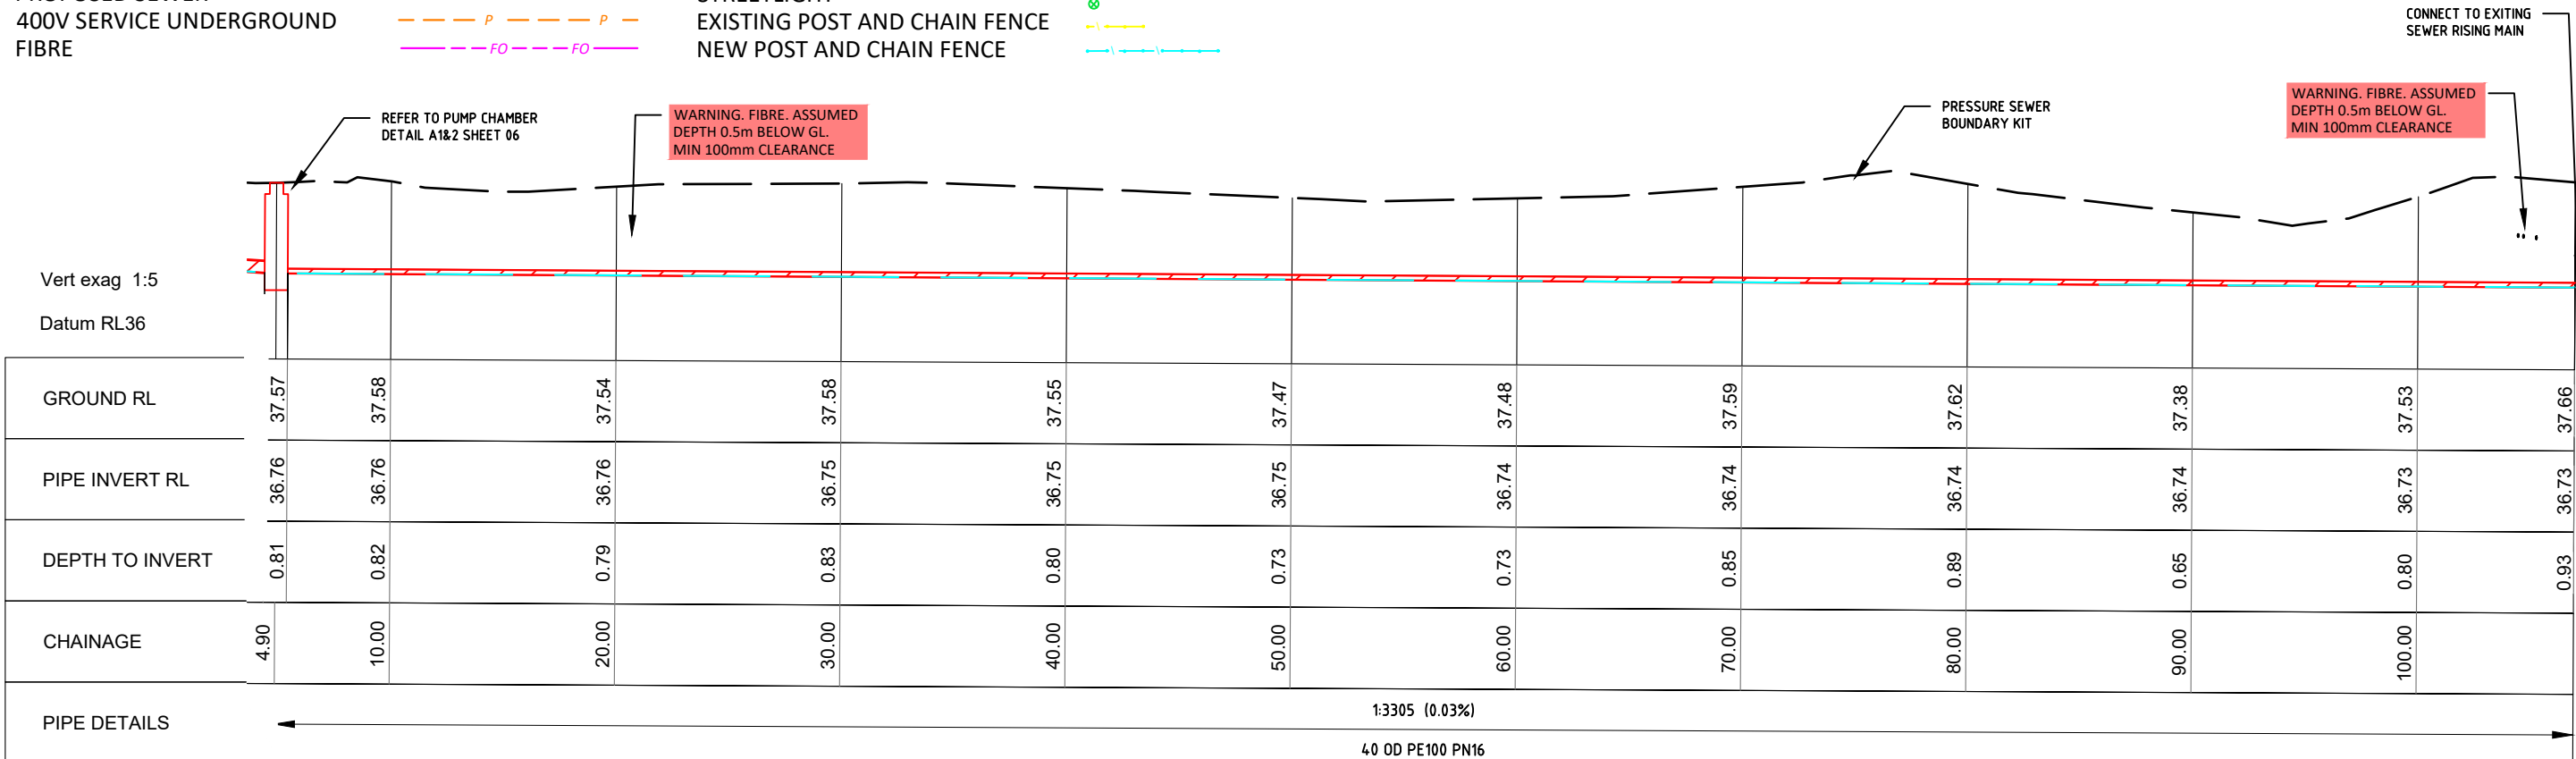 400V SERVICE UNDERGROUND
FIBRE
P P
FO FO
EXISTING POST AND CHAIN FENCE
NEW POST AND CHAIN FENCE
CONNECT TO EXITING
SEWER RISING MAIN
REFER TO PUMP CHAMBER
DETAIL A1&2 SHEET 06
WARNING. FIBRE. ASSUMED
DEPTH 0.5m BELOW GL.
MIN 100mm CLEARANCE
PRESSURE SEWER
BOUNDARY KIT
WARNING. FIBRE. ASSUMED
DEPTH 0.5m BELOW GL.
MIN 100mm CLEARANCE
Vert exag 1:5
Datum RL36
GROUND RL 37.57 37.58 37.54 37.58 37.55 37.47 37.48 37.59 37.62 37.38 37.53 37.66
PIPE INVERT RL 36.76 36.76 36.76 36.75 36.75 36.75 36.74 36.74 36.74 36.74 36.73 36.73
DEPTH TO INVERT 0.81 0.82 0.79 0.83 0.80 0.73 0.73 0.85 0.89 0.65 0.80 0.93
CHAINAGE 4.90 10.00 20.00 30.00 40.00 50.00 60.00 70.00 80.00 90.00 100.00
PIPE DETAILS
1:3305 (0.03%)
40 OD PE100 PN16